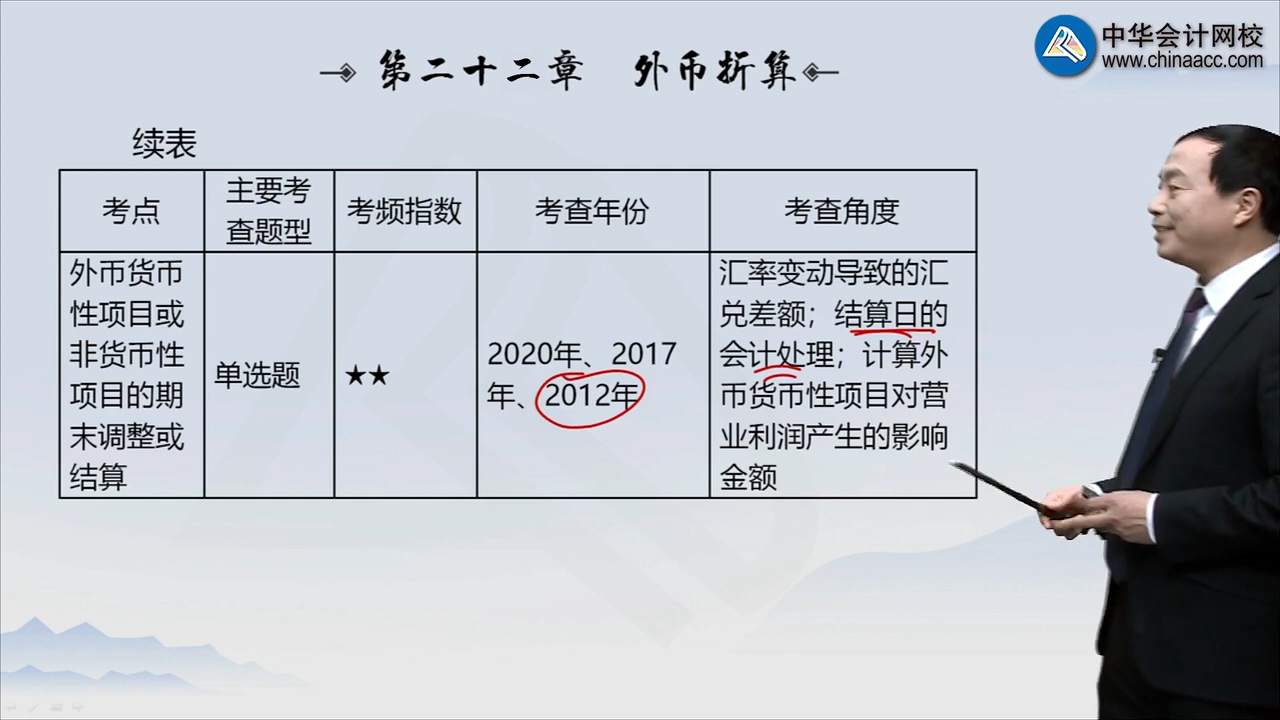 中华会计网校
www.chinaacc.com
第二十二章 外币折算
续表
考点
主要考
查题型
考频指数
考查年份
考查角度
外币货币
性项目或
非货币性
项目的期
末调整或
结算
单选题
★★
2020年、2017
年、2012年
汇率变动导致的汇
兑差额；结算日的
会计处理；计算外
币货币性项目对营
业利润产生的影响
金额